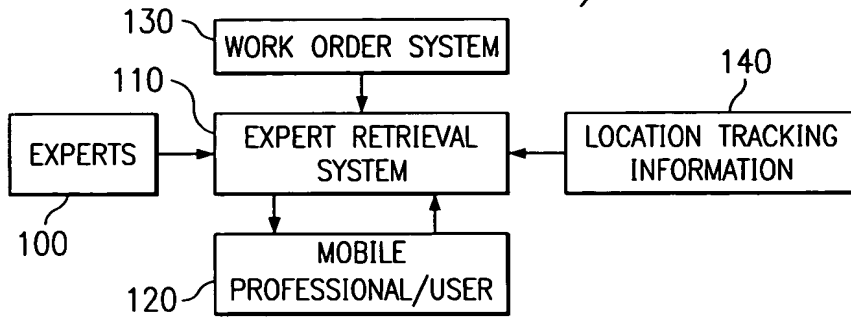 130
WORK ORDER SYSTEM
110
140
EXPERTS
EXPERT RETRIEVAL
SYSTEM
LOCATION TRACKING
INFORMATION
100
MOBILE
PROFESSIONAL/USER
120